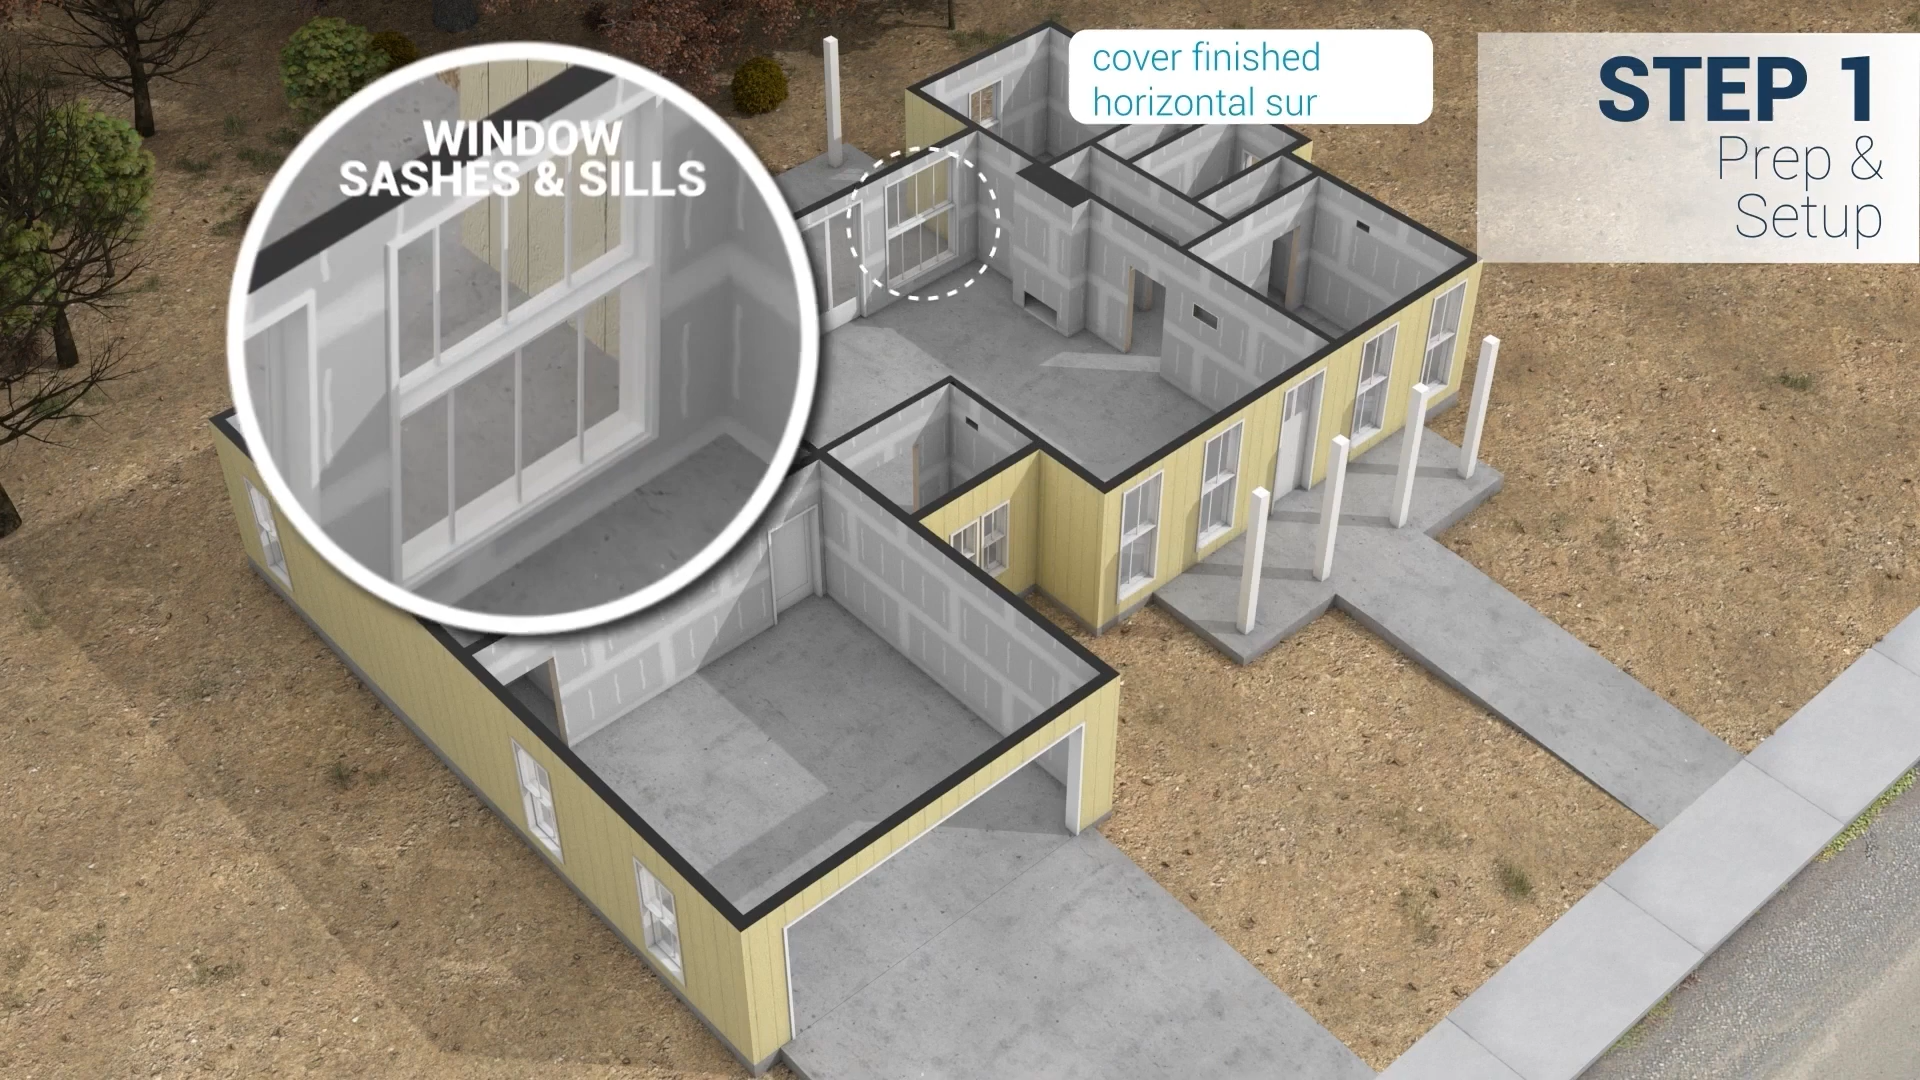 WINDOW
SASHES & SILLS
cover finished
horizontal sur
STEP 1
Prep &
Setup